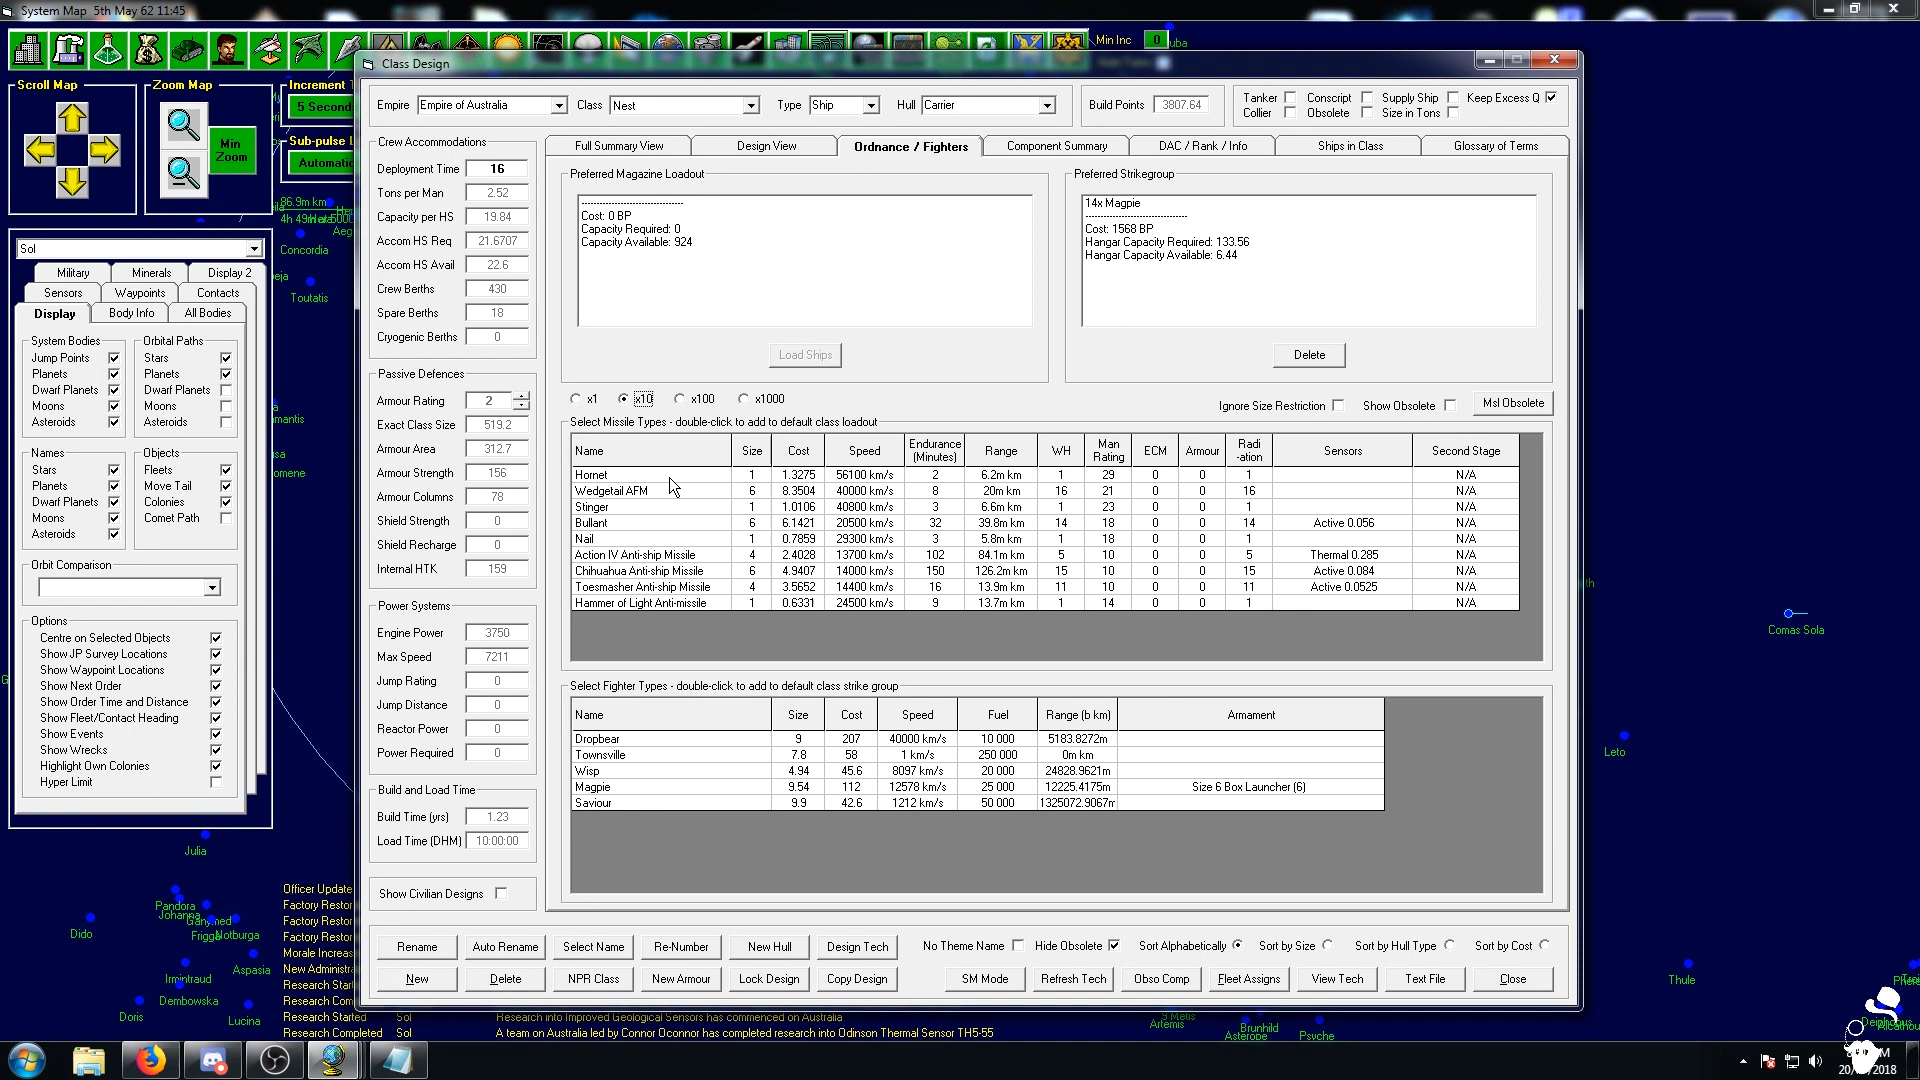 System Map 5th May 62 11:45
Min Inc 0
Scroll Map
Zoom Map
Min Zoom
86.9m km
Concordia
Toutatis
Sol
Military Minerals Display 2
Sensors Waypoints Contacts
Display Body Info All Bodies
System Bodies
Jump Points
Planets
Dwarf Planets
Moons
Asteroids
Orbital Paths
Stars
Planets
Dwarf Planets
Moons
Asteroids
Names
Stars
Planets
Dwarf Planets
Moons
Asteroids
Objects
Fleets
Move Tail
Colonies
Comet Path
Orbit Comparison
Options
Centre on Selected Objects
Show JP Survey Locations
Show Waypoint Locations
Show Next Order
Show Order Time and Distance
Show Fleet/Contact Heading
Show Events
Show Wrecks
Highlight Own Colonies
Hyper Limit
Class Design
Empire Empire of Australia Class Nest Type Ship Hull Carrier
Build Points 3807.64
Tanker Conscript Supply Ship Keep Excess Q
Collier Obsolete Size in Tons
Crew Accommodations
Deployment Time 16
Tons per Man 2.52
Capacity per HS 19.84
Accom HS Req 21.6707
Accom HS Avail 22.6
Crew Berths 430
Spare Berths 18
Cryogenic Berths 0
Passive Defences
Armour Rating 2
Exact Class Size 519.2
Armour Area 312.7
Armour Strength 156
Armour Columns 78
Shield Strength 0
Shield Recharge 0
Internal HTK 159
Power Systems
Engine Power 3750
Max Speed 7211
Jump Rating 0
Jump Distance 0
Reactor Power 0
Power Required 0
Build and Load Time
Build Time (yrs) 1.23
Load Time (DHM) 10:00:00
Show Civilian Designs
Full Summary View Design View Ordnance / Fighters Component Summary DAC / Rank / Info Ships in Class Glossary of Terms
Preferred Magazine Loadout
Cost: 0 BP
Capacity Required: 0
Capacity Available: 924
Load Ships
Preferred Strikegroup
14x Magpie
Cost: 1568 BP
Hangar Capacity Required: 133.56
Hangar Capacity Available: 6.44
Delete
x1 x10 x100 x1000
Ignore Size Restriction Show Obsolete Msl Obsolete
Select Missile Types - double-click to add to default class loadout
Name Size Cost Speed Endurance (Minutes) Range WH Man Rating ECM Armour Radi-ation Sensors Second Stage
Hornet 1 1.3275 56100 km/s 2 6.2m km 1 29 0 0 1 N/A
Wedgetail AFM 6 8.3504 40000 km/s 8 20m km 16 21 0 0 16 N/A
Stinger 1 1.0106 40800 km/s 3 6.6m km 1 23 0 0 1 N/A
Bullant 6 6.1421 20500 km/s 32 39.8m km 14 18 0 0 14 Active 0.056 N/A
Nail 1 0.7859 29300 km/s 3 5.8m km 1 18 0 0 1 N/A
Action IV Anti-ship Missile 4 2.4028 13700 km/s 102 84.1m km 5 10 0 0 5 Thermal 0.285 N/A
Chihuahua Anti-ship Missile 6 4.9407 14000 km/s 150 126.2m km 15 10 0 0 15 Active 0.084 N/A
Toesmasher Anti-ship Missile 4 3.5652 14400 km/s 16 13.9m km 11 10 0 0 11 Active 0.0525 N/A
Hammer of Light Anti-missile 1 0.6331 24500 km/s 9 13.7m km 1 14 0 0 1 N/A
Select Fighter Types - double-click to add to default class strike group
Name Size Cost Speed Fuel Range (b km) Armament
Dropbear 9 207 40000 km/s 10 000 5183.8272m
Townsville 7.8 58 1 km/s 250 000 0m km
Wisp 4.94 45.6 8097 km/s 20 000 24828.9621m
Magpie 9.54 112 12578 km/s 25 000 12225.4175m Size 6 Box Launcher (6)
Saviour 9.9 42.6 1212 km/s 50 000 1325072.9067m
Rename Auto Rename Select Name Re-Number New Hull Design Tech
No Theme Name Hide Obsolete Sort Alphabetically Sort by Size Sort by Hull Type Sort by Cost
New Delete NPR Class New Armour Lock Design Copy Design SM Mode Refresh Tech Obso Comp Fleet Assigns View Tech Text File Close
Comas Sola
Leto
Thule
Julia
Pandora
Johanna
Dido
Irmintraud
Aspasia
Dembowska
Doris
Lucina
Officer Update
Factory Restor
Factory Restor
Factory Restor
Morale Increas
New Administr
Research Start
Research Com
Research Started Sol Research into Improved Geological Sensors has commenced on Australia
Research Completed Sol A team on Australia led by Connor Oconnor has completed research into Odinson Thermal Sensor TH5-55
Artemis
Brunhild
Asterope
Psyche